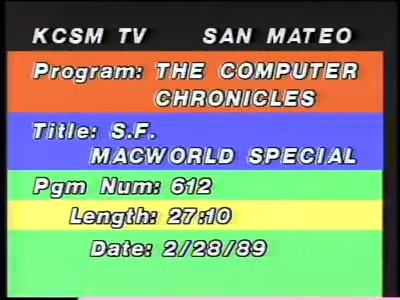 KCSM TV SAN MATEO
Program: THE COMPUTER
CHRONICLES
Title: S.F.
MACWORLD SPECIAL
Pgm Num: 612
Length: 27:10
Date: 2/28/89